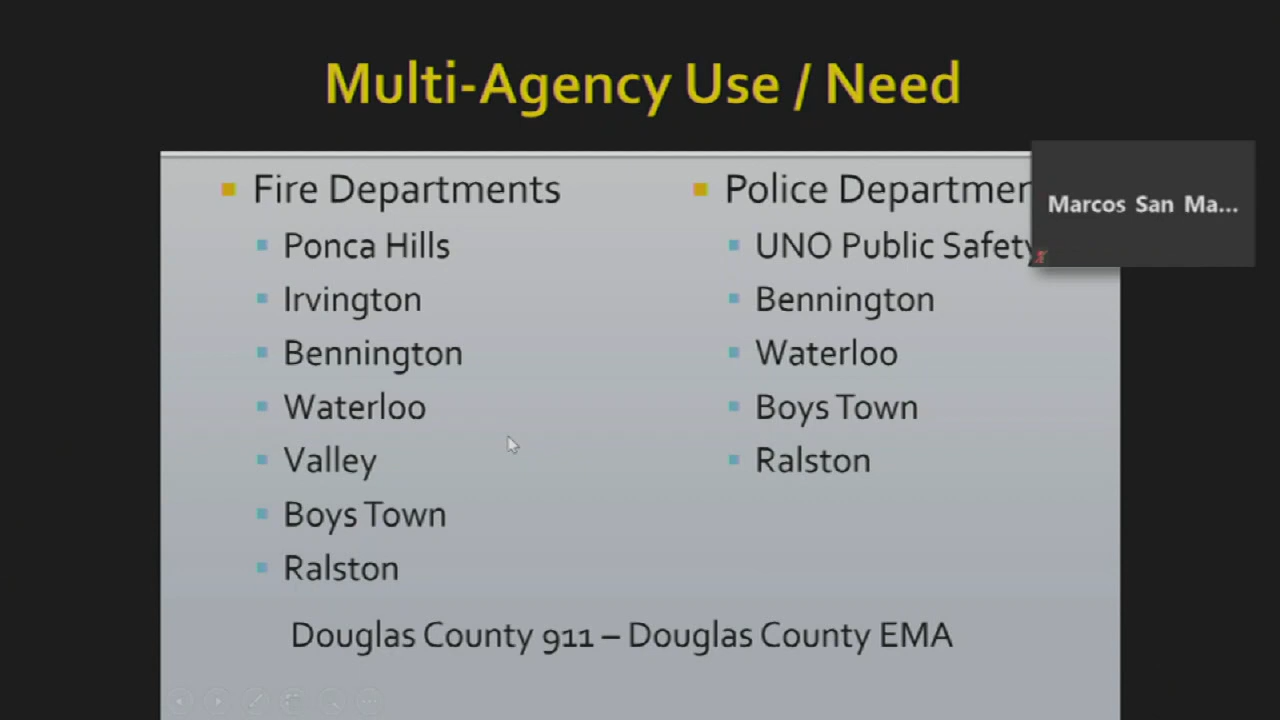 Multi-Agency Use / Need
Fire Departments
Ponca Hills
Irvington
Bennington
Waterloo
Valley
Boys Town
Ralston
Police Departmen
UNO Public Safety
Bennington
Waterloo
Boys Town
Ralston
Douglas County 911 – Douglas County EMA
Marcos San Ma...